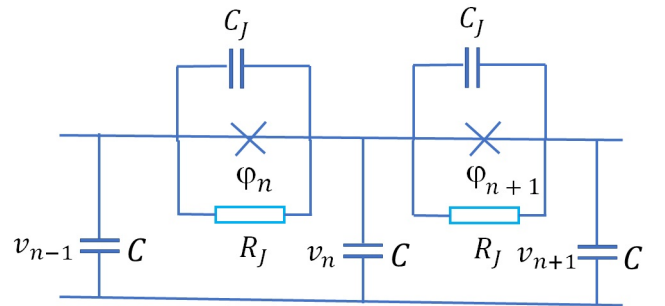 C_J C_J
φ_n φ_{n+1}
v_{n-1} C R_J v_n C R_J v_{n+1} C